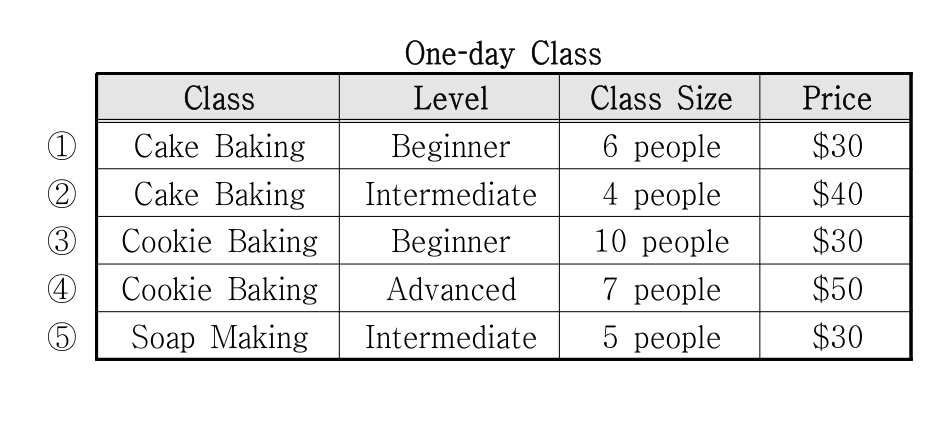 One-day Class
Class Level Class Size Price
① Cake Baking Beginner 6 people $30
② Cake Baking Intermediate 4 people $40
③ Cookie Baking Beginner 10 people $30
④ Cookie Baking Advanced 7 people $50
⑤ Soap Making Intermediate 5 people $30